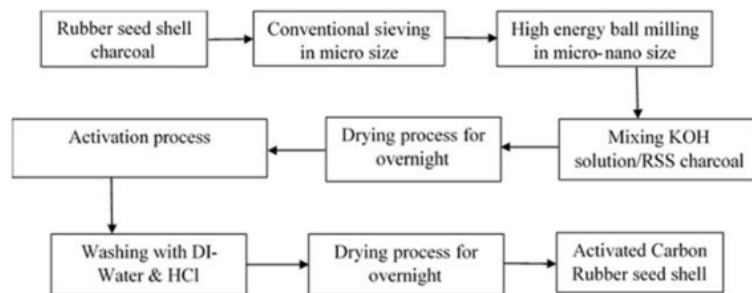 Rubber seed shell
charcoal
Conventional sieving
in micro size
High energy ball milling
in micro-nano size
Mixing KOH
solution/RSS charcoal
Drying process for
overnight
Activation process
Washing with DI-
Water & HCl
Drying process for
overnight
Activated Carbon
Rubber seed shell